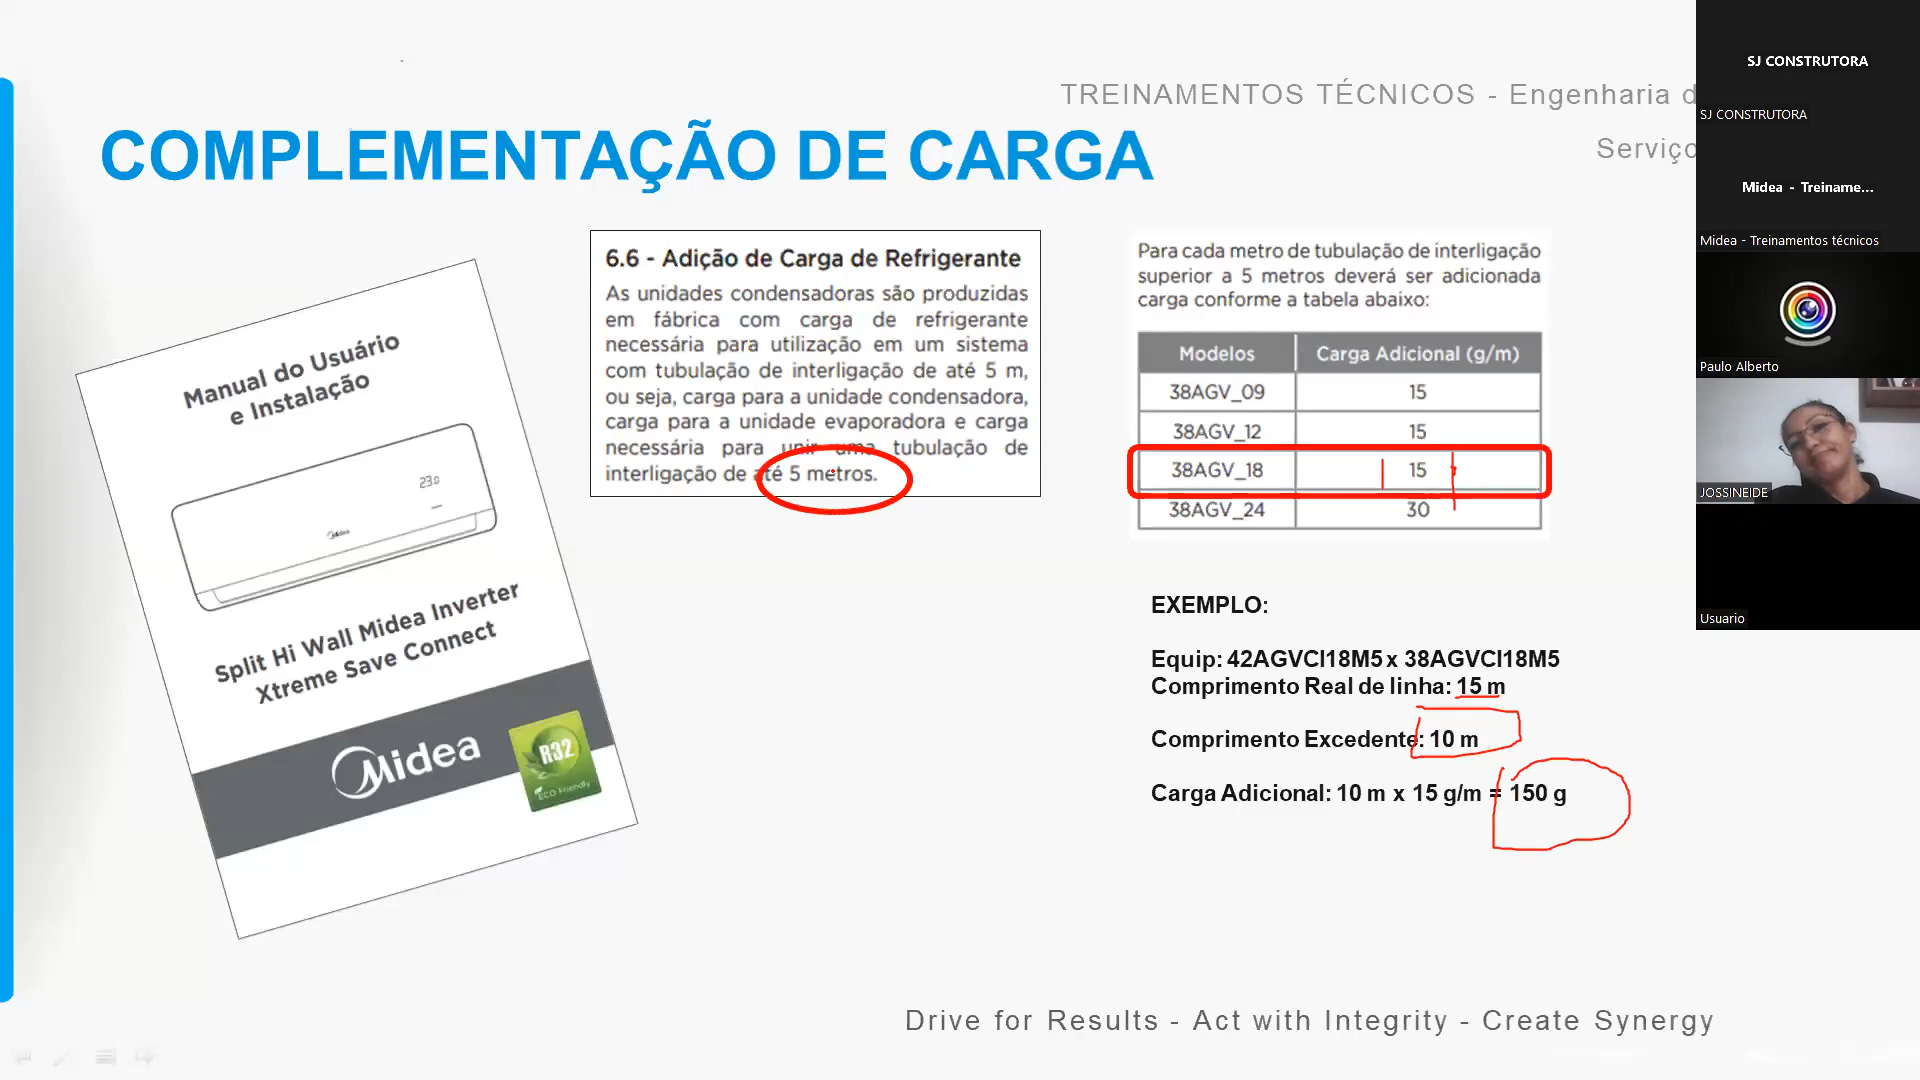 TREINAMENTOS TÉCNICOS - Engenharia d
Serviço
COMPLEMENTAÇÃO DE CARGA
Manual do Usuário
e Instalação
23.0
Midea
Split Hi Wall Midea Inverter
Xtreme Save Connect
Midea
R32
ECO Friendly
6.6 - Adição de Carga de Refrigerante
As unidades condensadoras são produzidas
em fábrica com carga de refrigerante
necessária para utilização em um sistema
com tubulação de interligação de até 5 m,
ou seja, carga para a unidade condensadora,
carga para a unidade evaporadora e carga
necessária para unir uma tubulação de
interligação de até 5 metros.
Para cada metro de tubulação de interligação
superior a 5 metros deverá ser adicionada
carga conforme a tabela abaixo:
Modelos Carga Adicional (g/m)
38AGV_09 15
38AGV_12 15
38AGV_18 15
38AGV_24 30
EXEMPLO:
Equip: 42AGVCI18M5 x 38AGVCI18M5
Comprimento Real de linha: 15 m
Comprimento Excedente: 10 m
Carga Adicional: 10 m x 15 g/m = 150 g
Drive for Results - Act with Integrity - Create Synergy
SJ CONSTRUTORA
SJ CONSTRUTORA
Midea - Treiname...
Midea - Treinamentos técnicos
Paulo Alberto
JOSSINEIDE
Usuario